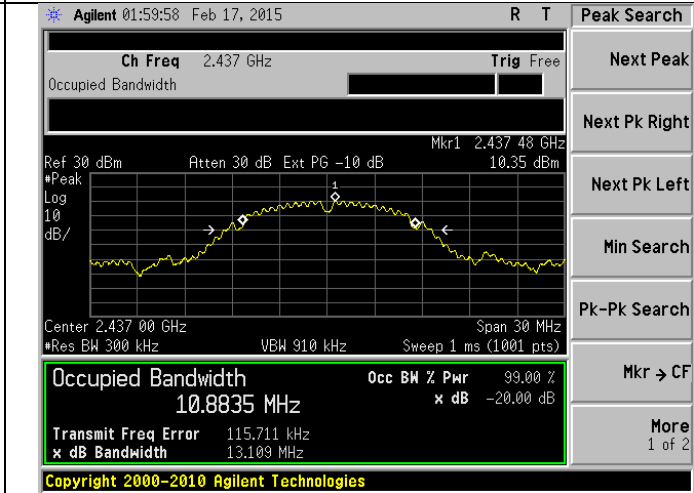 Agilent 01:59:58 Feb 17, 2015 R T Peak Search
Ch Freq 2.437 GHz Trig Free
Occupied Bandwidth
Next Peak
Next Pk Right
Mkr1 2.437 48 GHz
Ref 30 dBm Atten 30 dB Ext PG -10 dB 10.35 dBm
#Peak
Log
10
dB/
1
Next Pk Left
Min Search
Pk-Pk Search
Center 2.437 00 GHz Span 30 MHz
#Res BW 300 kHz VBW 910 kHz Sweep 1 ms (1001 pts)
Occupied Bandwidth Occ BW % Pwr 99.00 %
10.8835 MHz x dB -20.00 dB
Transmit Freq Error 115.711 kHz
x dB Bandwidth 13.109 MHz
Mkr → CF
More
1 of 2
Copyright 2000-2010 Agilent Technologies